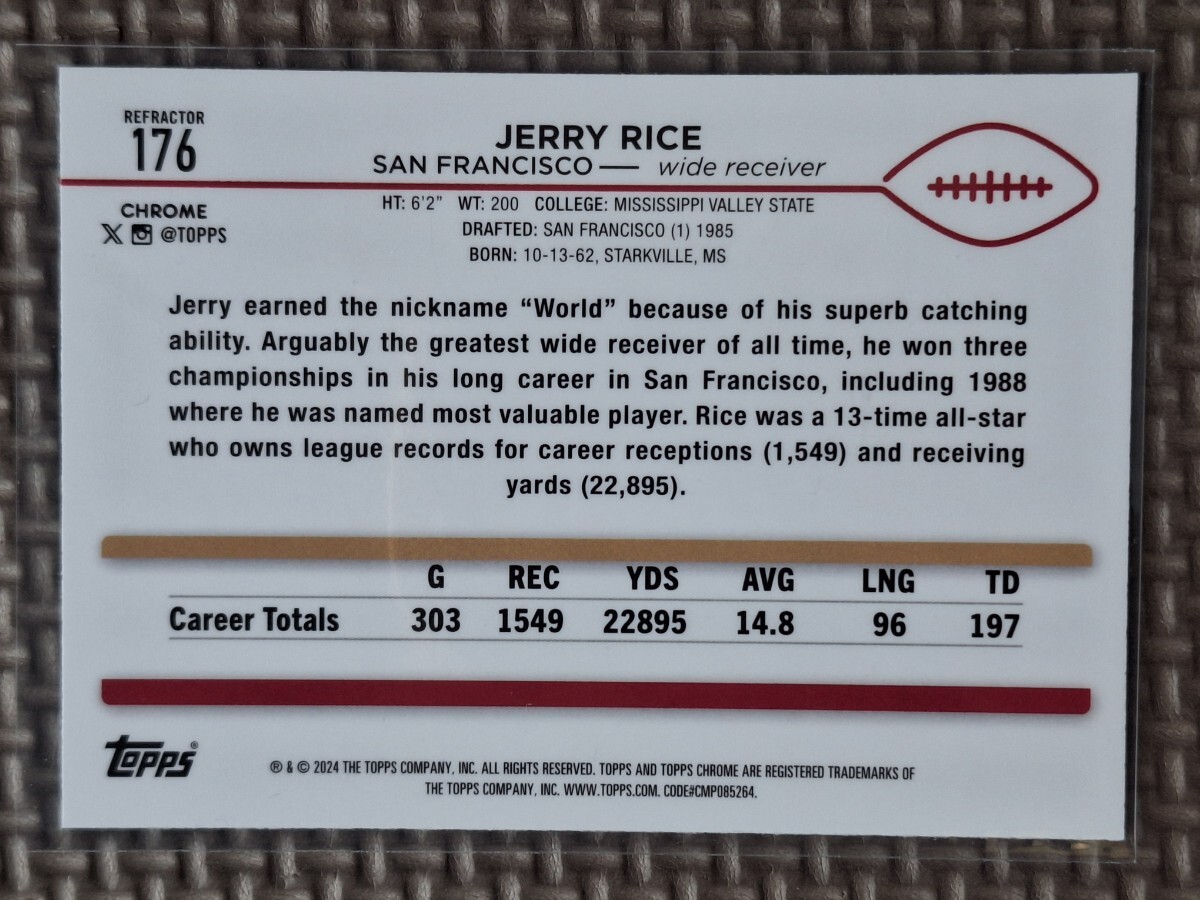 REFRACTOR
176
JERRY RICE
SAN FRANCISCO — wide receiver
CHROME
X @TOPPS
HT: 6'2" WT: 200 COLLEGE: MISSISSIPPI VALLEY STATE
DRAFTED: SAN FRANCISCO (1) 1985
BORN: 10-13-62, STARKVILLE, MS
Jerry earned the nickname “World” because of his superb catching
ability. Arguably the greatest wide receiver of all time, he won three
championships in his long career in San Francisco, including 1988
where he was named most valuable player. Rice was a 13-time all-star
who owns league records for career receptions (1,549) and receiving
yards (22,895).
G REC YDS AVG LNG TD
Career Totals 303 1549 22895 14.8 96 197
Topps®
® & © 2024 THE TOPPS COMPANY, INC. ALL RIGHTS RESERVED. TOPPS AND TOPPS CHROME ARE REGISTERED TRADEMARKS OF
THE TOPPS COMPANY, INC. WWW.TOPPS.COM. CODE#CMP085264.